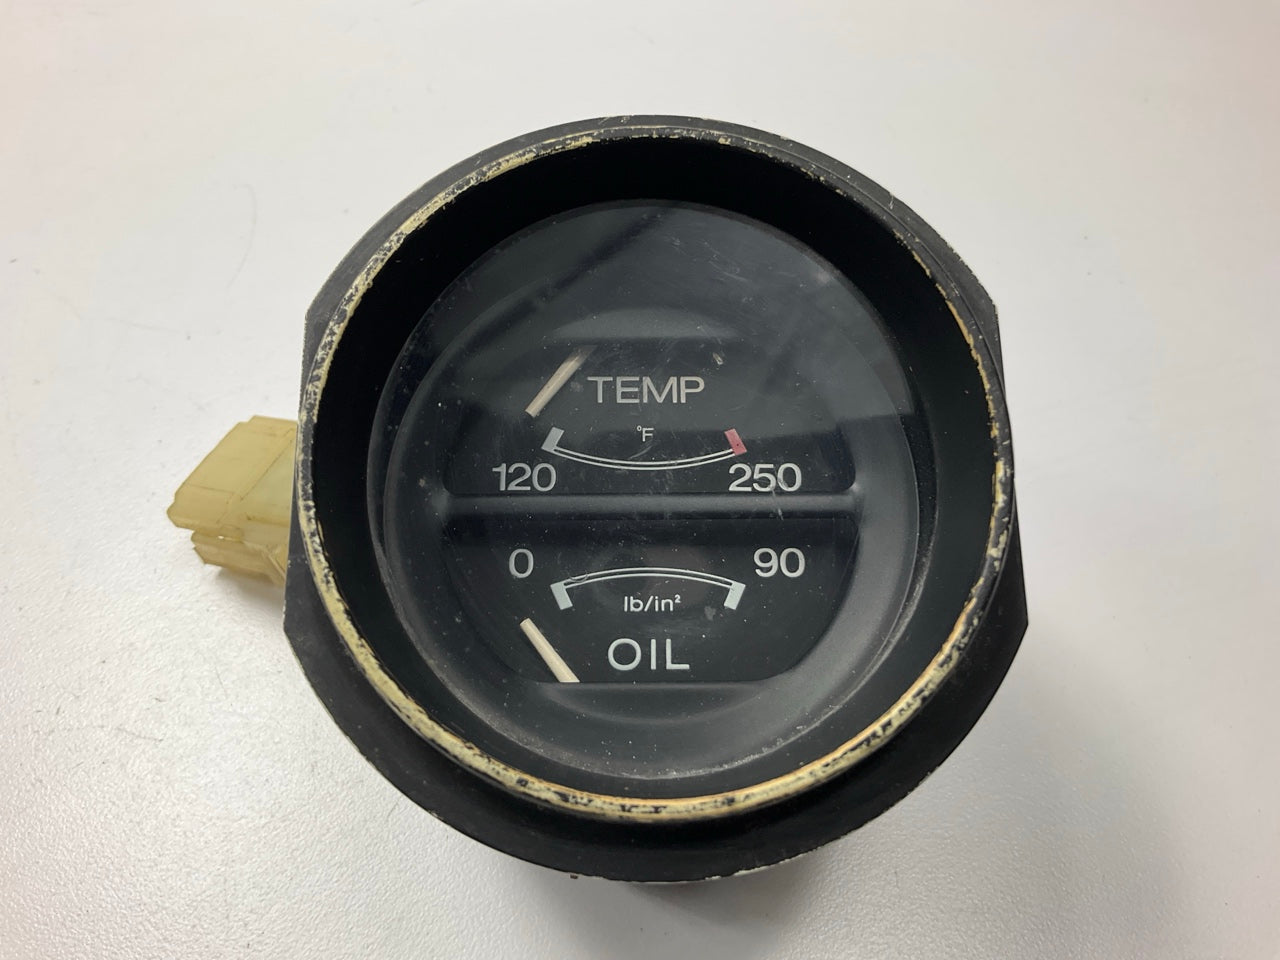 TEMP
°F
120 250
0 90
lb/in²
OIL